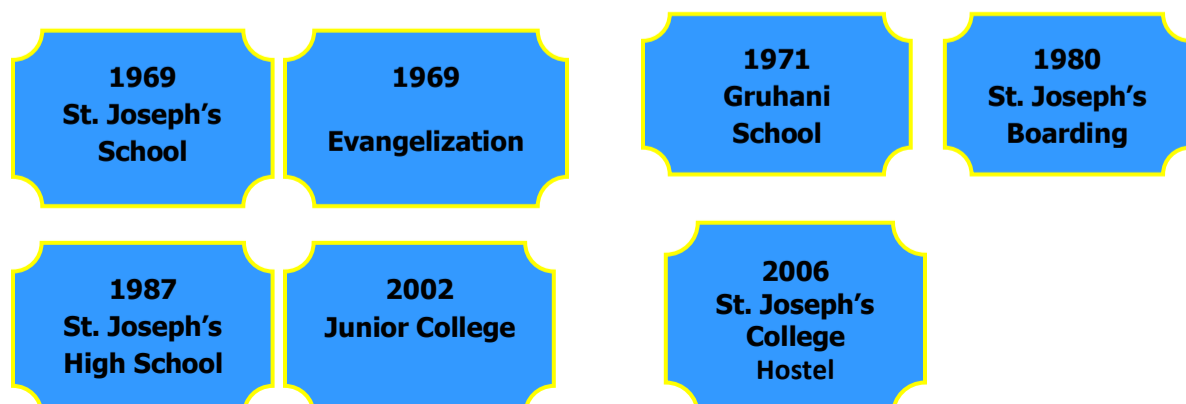 1969
St. Joseph’s
School
1969
Evangelization
1971
Gruhani
School
1980
St. Joseph’s
Boarding
1987
St. Joseph’s
High School
2002
Junior College
2006
St. Joseph’s
College
Hostel